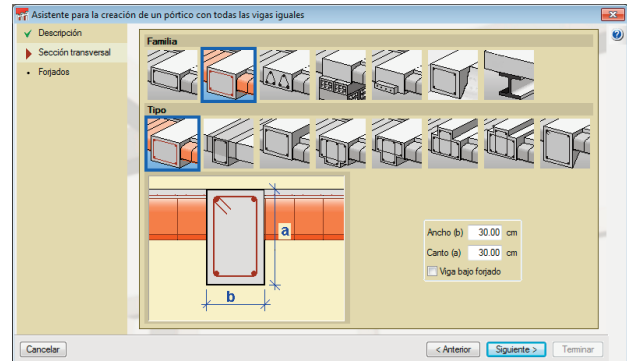 Asistente para la creación de un pórtico con todas las vigas iguales
Descripción
Sección transversal
Forjados
Familia
Tipo
a
b
Ancho (b) 30.00 cm
Canto (a) 30.00 cm
Viga bajo forjado
Cancelar
< Anterior
Siguiente >
Terminar